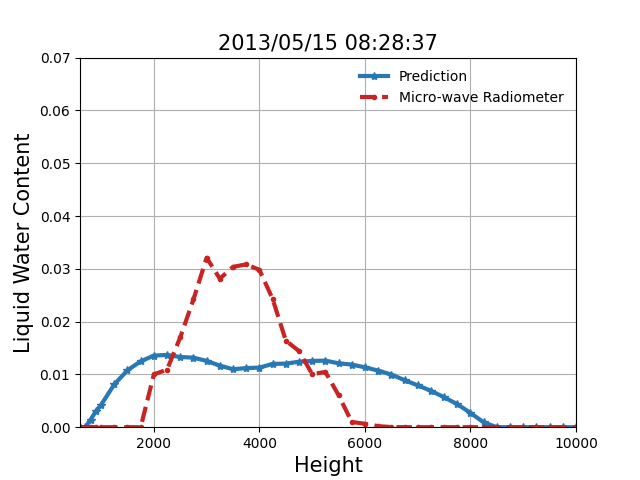 2013/05/15 08:28:37
Prediction
Micro-wave Radiometer
Liquid Water Content
0.07
0.06
0.05
0.04
0.03
0.02
0.01
0.00
2000 4000 6000 8000 10000
Height